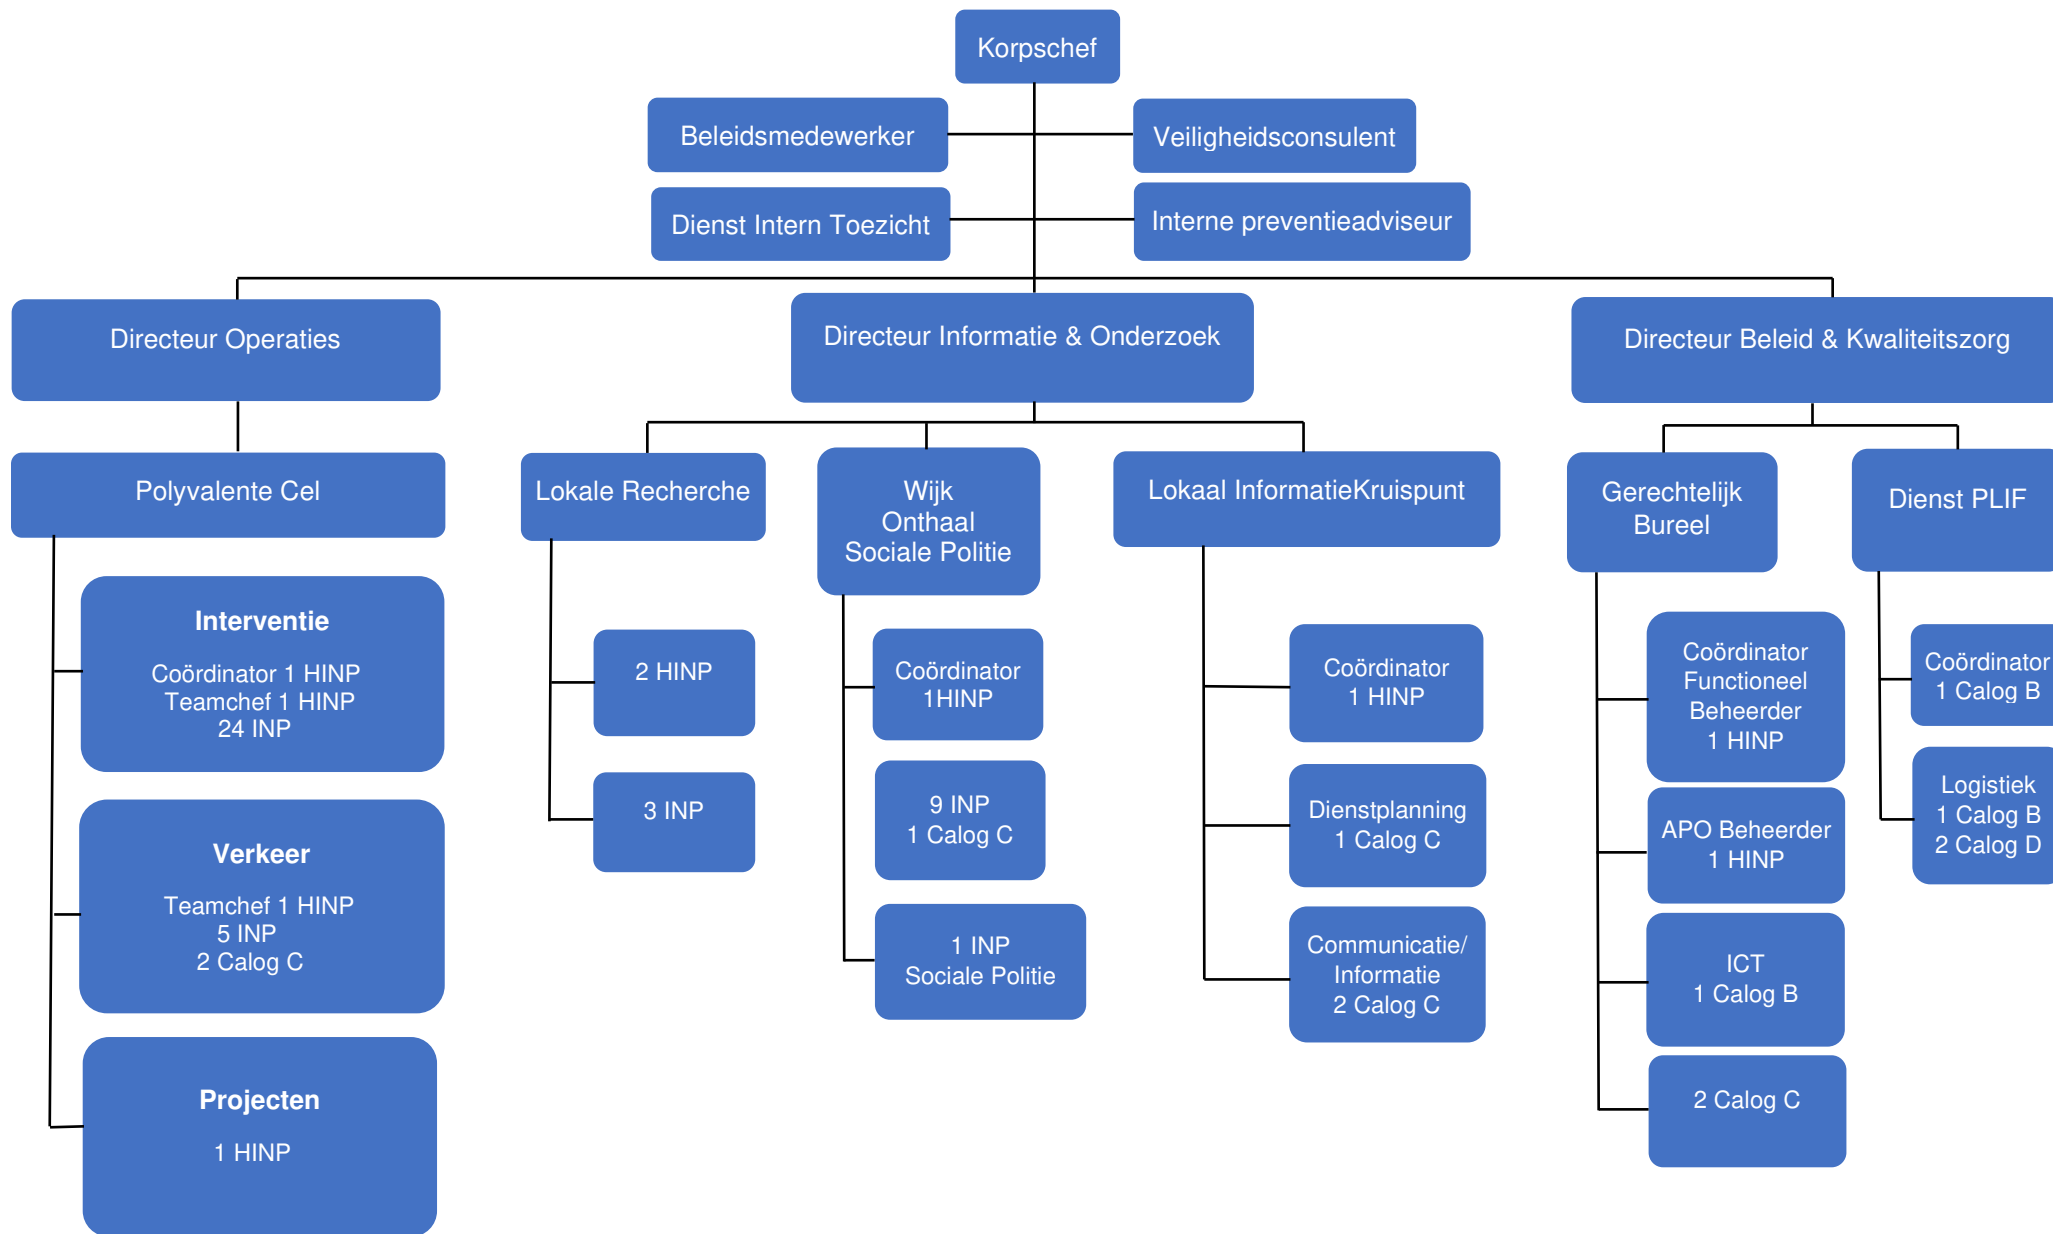 Korpschef
Beleidsmedewerker
Veiligheidsconsulent
Dienst Intern Toezicht
Interne preventieadviseur
Directeur Operaties
Directeur Informatie & Onderzoek
Directeur Beleid & Kwaliteitszorg
Polyvalente Cel
Interventie
Coördinator 1 HINP
Teamchef 1 HINP
24 INP
Verkeer
Teamchef 1 HINP
5 INP
2 Calog C
Projecten
1 HINP
Lokale Recherche
2 HINP
3 INP
Wijk
Onthaal
Sociale Politie
Coördinator
1HINP
9 INP
1 Calog C
1 INP
Sociale Politie
Lokaal InformatieKruispunt
Coördinator
1 HINP
Dienstplanning
1 Calog C
Communicatie/
Informatie
2 Calog C
Gerechtelijk
Bureel
Coördinator
Functioneel
Beheerder
1 HINP
APO Beheerder
1 HINP
ICT
1 Calog B
2 Calog C
Dienst PLIF
Coördinator
1 Calog B
Logistiek
1 Calog B
2 Calog D